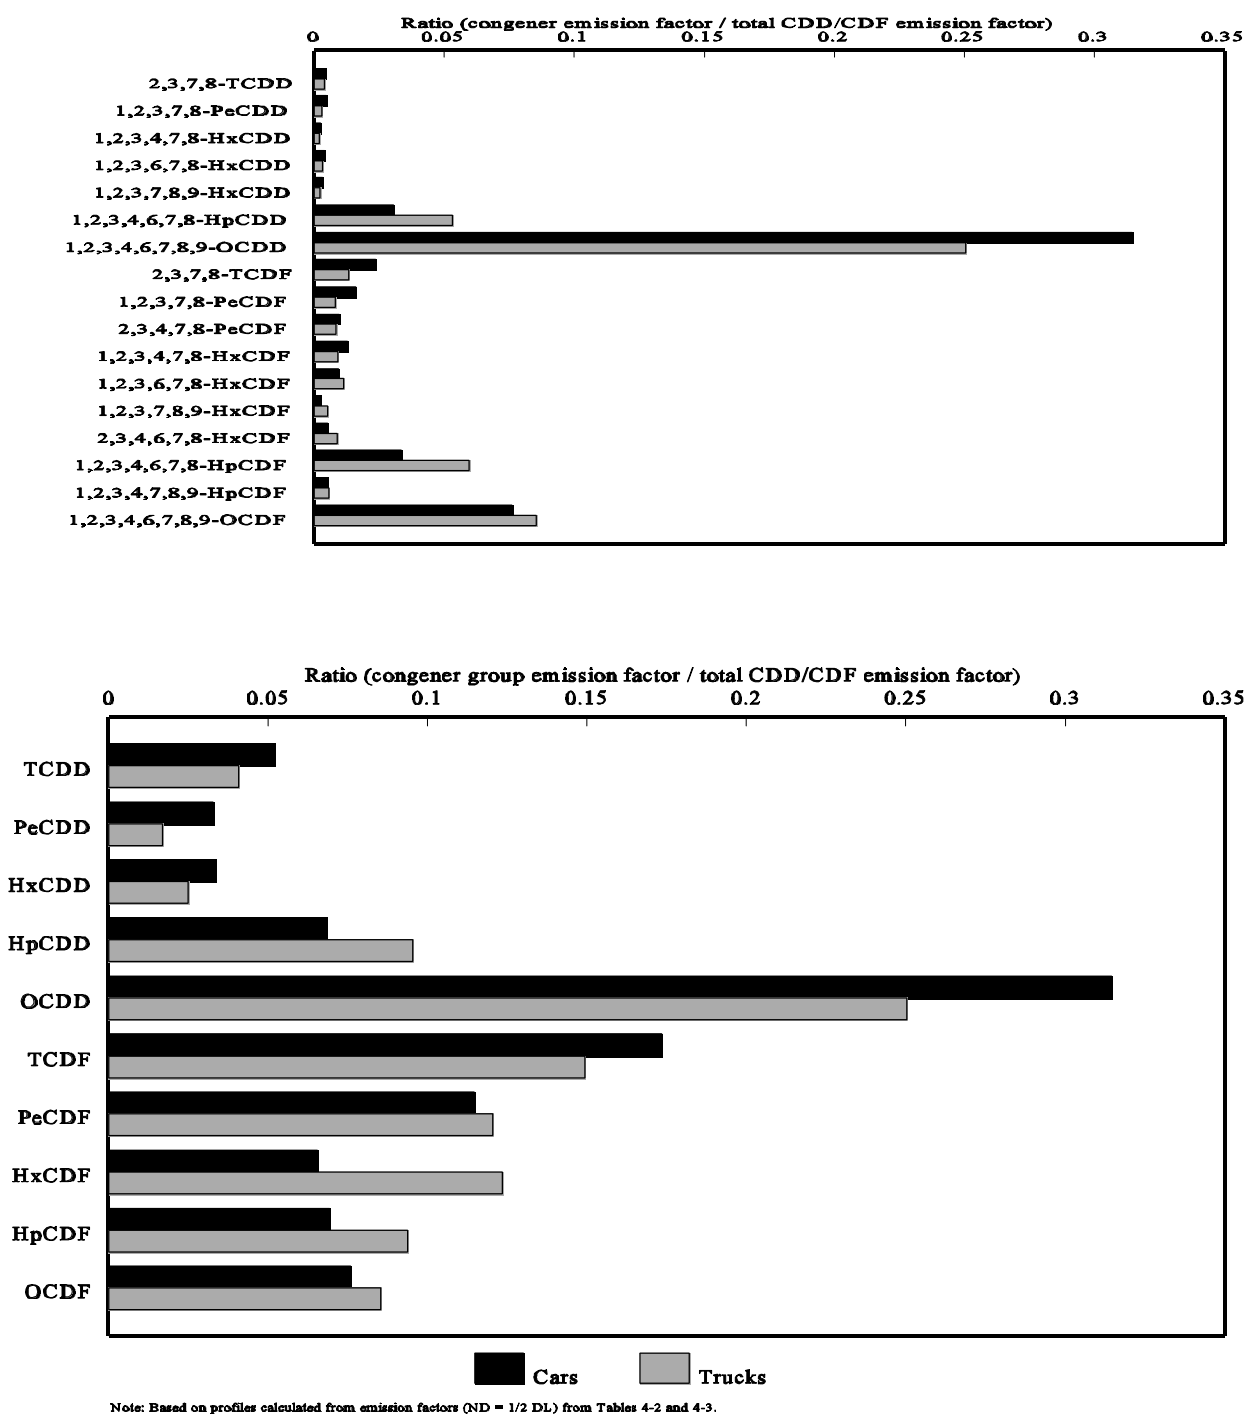 Ratio (congener emission factor / total CDD/CDF emission factor)
0 0.05 0.1 0.15 0.2 0.25 0.3 0.35
2,3,7,8-TCDD
1,2,3,7,8-PeCDD
1,2,3,4,7,8-HxCDD
1,2,3,6,7,8-HxCDD
1,2,3,7,8,9-HxCDD
1,2,3,4,6,7,8-HpCDD
1,2,3,4,6,7,8,9-OCDD
2,3,7,8-TCDF
1,2,3,7,8-PeCDF
2,3,4,7,8-PeCDF
1,2,3,4,7,8-HxCDF
1,2,3,6,7,8-HxCDF
1,2,3,7,8,9-HxCDF
2,3,4,6,7,8-HxCDF
1,2,3,4,6,7,8-HpCDF
1,2,3,4,7,8,9-HpCDF
1,2,3,4,6,7,8,9-OCDF
Ratio (congener group emission factor / total CDD/CDF emission factor)
0 0.05 0.1 0.15 0.2 0.25 0.3 0.35
TCDD
PeCDD
HxCDD
HpCDD
OCDD
TCDF
PeCDF
HxCDF
HpCDF
OCDF
Cars Trucks
Note: Based on profiles calculated from emission factors (ND = 1/2 DL) from Tables 4-2 and 4-3.